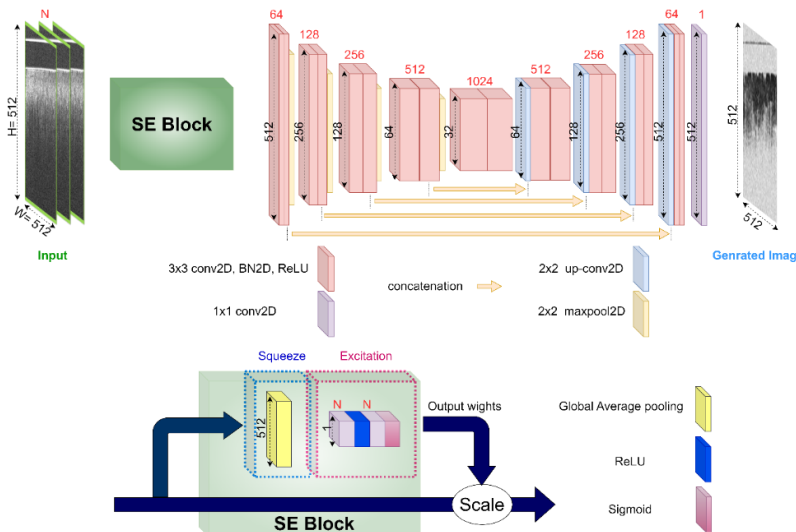 N
H= 512
W= 512
Input
SE Block
64
128
256
512
1024
512
256
128
64
1
512
256
128
64
32
64
128
256
512
512
512
512
Genrated Imag
3x3 conv2D, BN2D, ReLU
1x1 conv2D
concatenation
2x2 up-conv2D
2x2 maxpool2D
Squeeze
Excitation
512
N
N
1
Output wights
Scale
SE Block
Global Average pooling
ReLU
Sigmoid